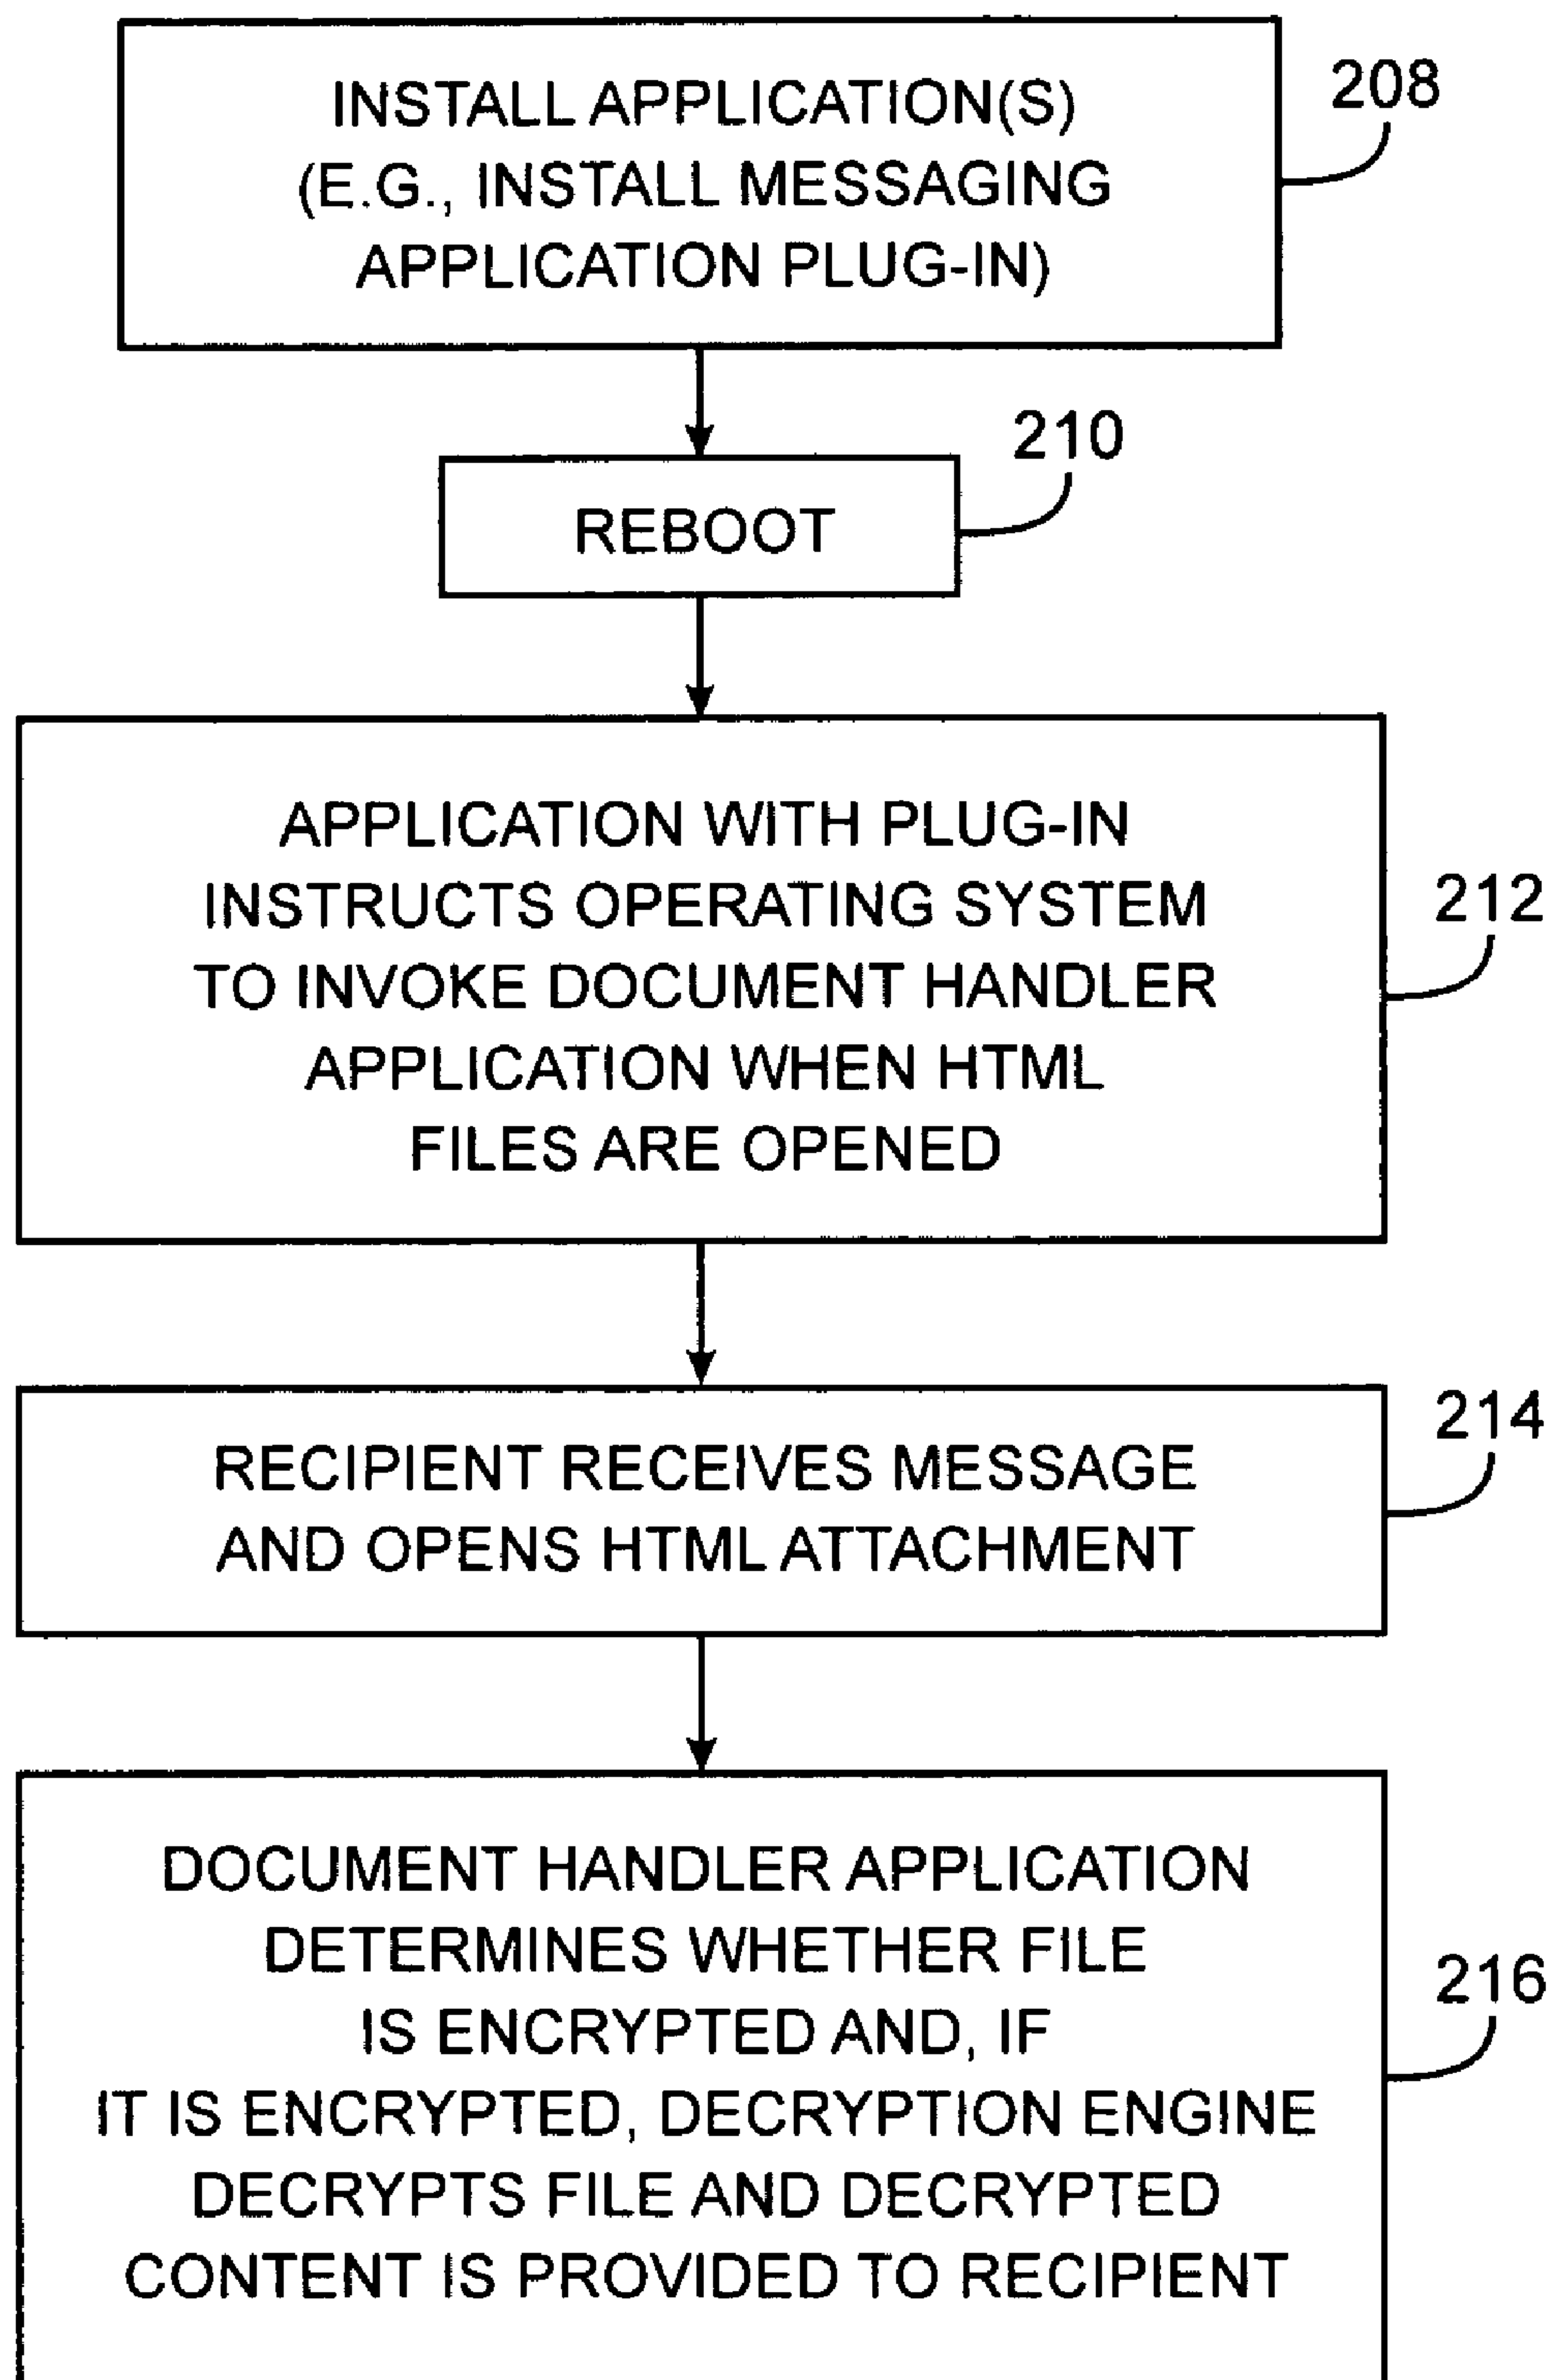 INSTALL APPLICATION(S)
(E.G., INSTALL MESSAGING
APPLICATION PLUG-IN)
208
REBOOT
210
APPLICATION WITH PLUG-IN
INSTRUCTS OPERATING SYSTEM
TO INVOKE DOCUMENT HANDLER
APPLICATION WHEN HTML
FILES ARE OPENED
212
RECIPIENT RECEIVES MESSAGE
AND OPENS HTML ATTACHMENT
214
DOCUMENT HANDLER APPLICATION
DETERMINES WHETHER FILE
IS ENCRYPTED AND, IF
IT IS ENCRYPTED, DECRYPTION ENGINE
DECRYPTS FILE AND DECRYPTED
CONTENT IS PROVIDED TO RECIPIENT
216